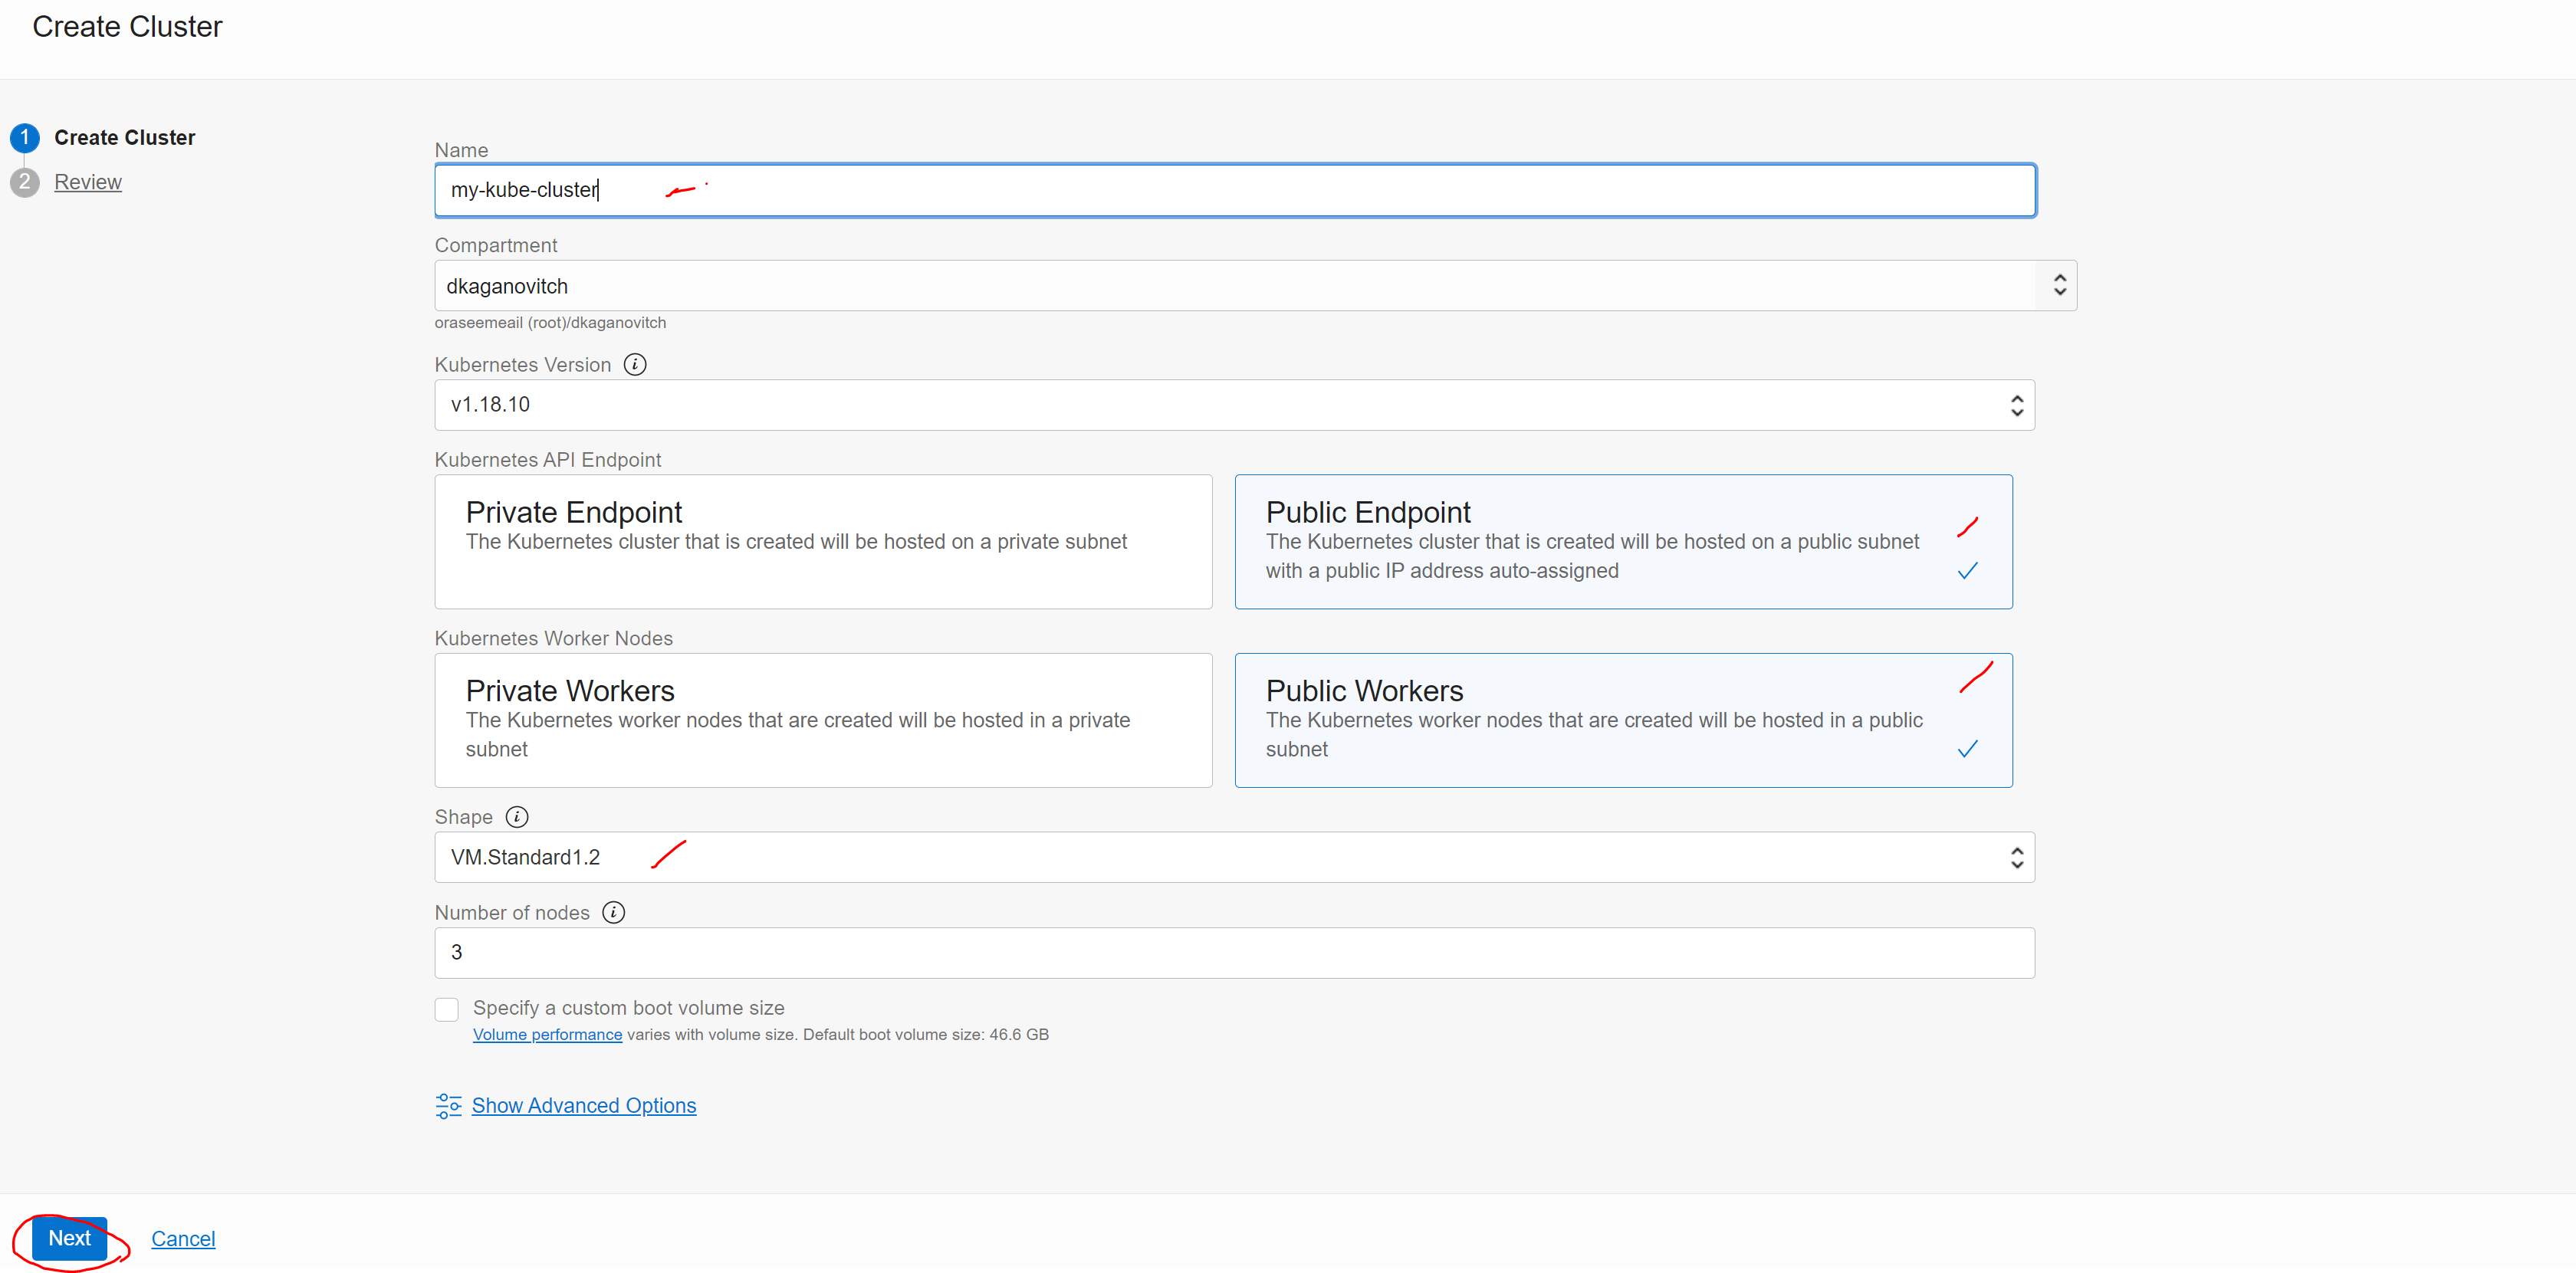 Create Cluster
1 Create Cluster
2 Review
Name
my-kube-cluster
Compartment
dkaganovitch
oraseemeail (root)/dkaganovitch
Kubernetes Version i
v1.18.10
Kubernetes API Endpoint
Private Endpoint
The Kubernetes cluster that is created will be hosted on a private subnet
Public Endpoint
The Kubernetes cluster that is created will be hosted on a public subnet
with a public IP address auto-assigned
Kubernetes Worker Nodes
Private Workers
The Kubernetes worker nodes that are created will be hosted in a private
subnet
Public Workers
The Kubernetes worker nodes that are created will be hosted in a public
subnet
Shape i
VM.Standard1.2
Number of nodes i
3
Specify a custom boot volume size
Volume performance varies with volume size. Default boot volume size: 46.6 GB
Show Advanced Options
Next Cancel